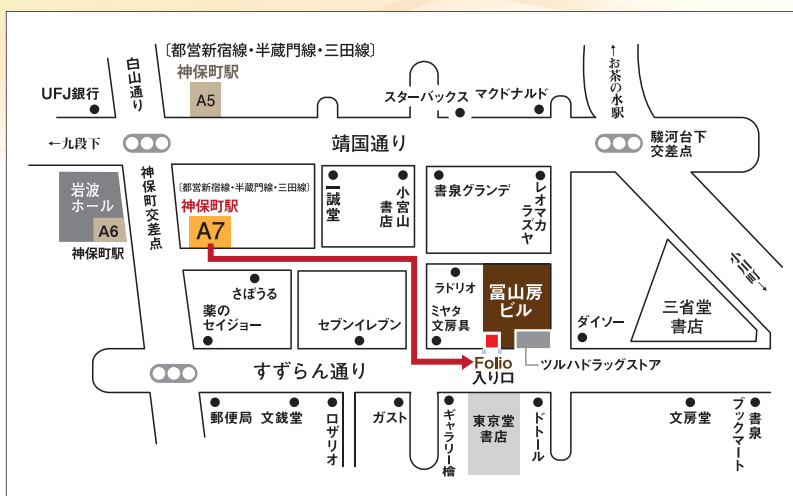 〔都営新宿線・半蔵門線・三田線〕
神保町駅
A5
白山通り
UFJ銀行
スターバックス
マクドナルド
←お茶の水駅
←九段下
靖国通り
駿河台下
交差点
岩波
ホール
A6
神保町駅
神保町交差点
〔都営新宿線・半蔵門線・三田線〕
神保町駅
A7
一誠堂
小宮山
書店
書泉グランデ
レオマカ
ラズヤ
小川町→
さぼうる
薬の
セイジョー
セブンイレブン
ラドリオ
ミヤタ
文房具
冨山房
ビル
ダイソー
三省堂
書店
すずらん通り
Folio
入り口
ツルハドラッグストア
郵便局
文銭堂
ロザリオ
ガスト
ギャラリー檜
東京堂
書店
ドトール
文房堂
書泉
ブックマート